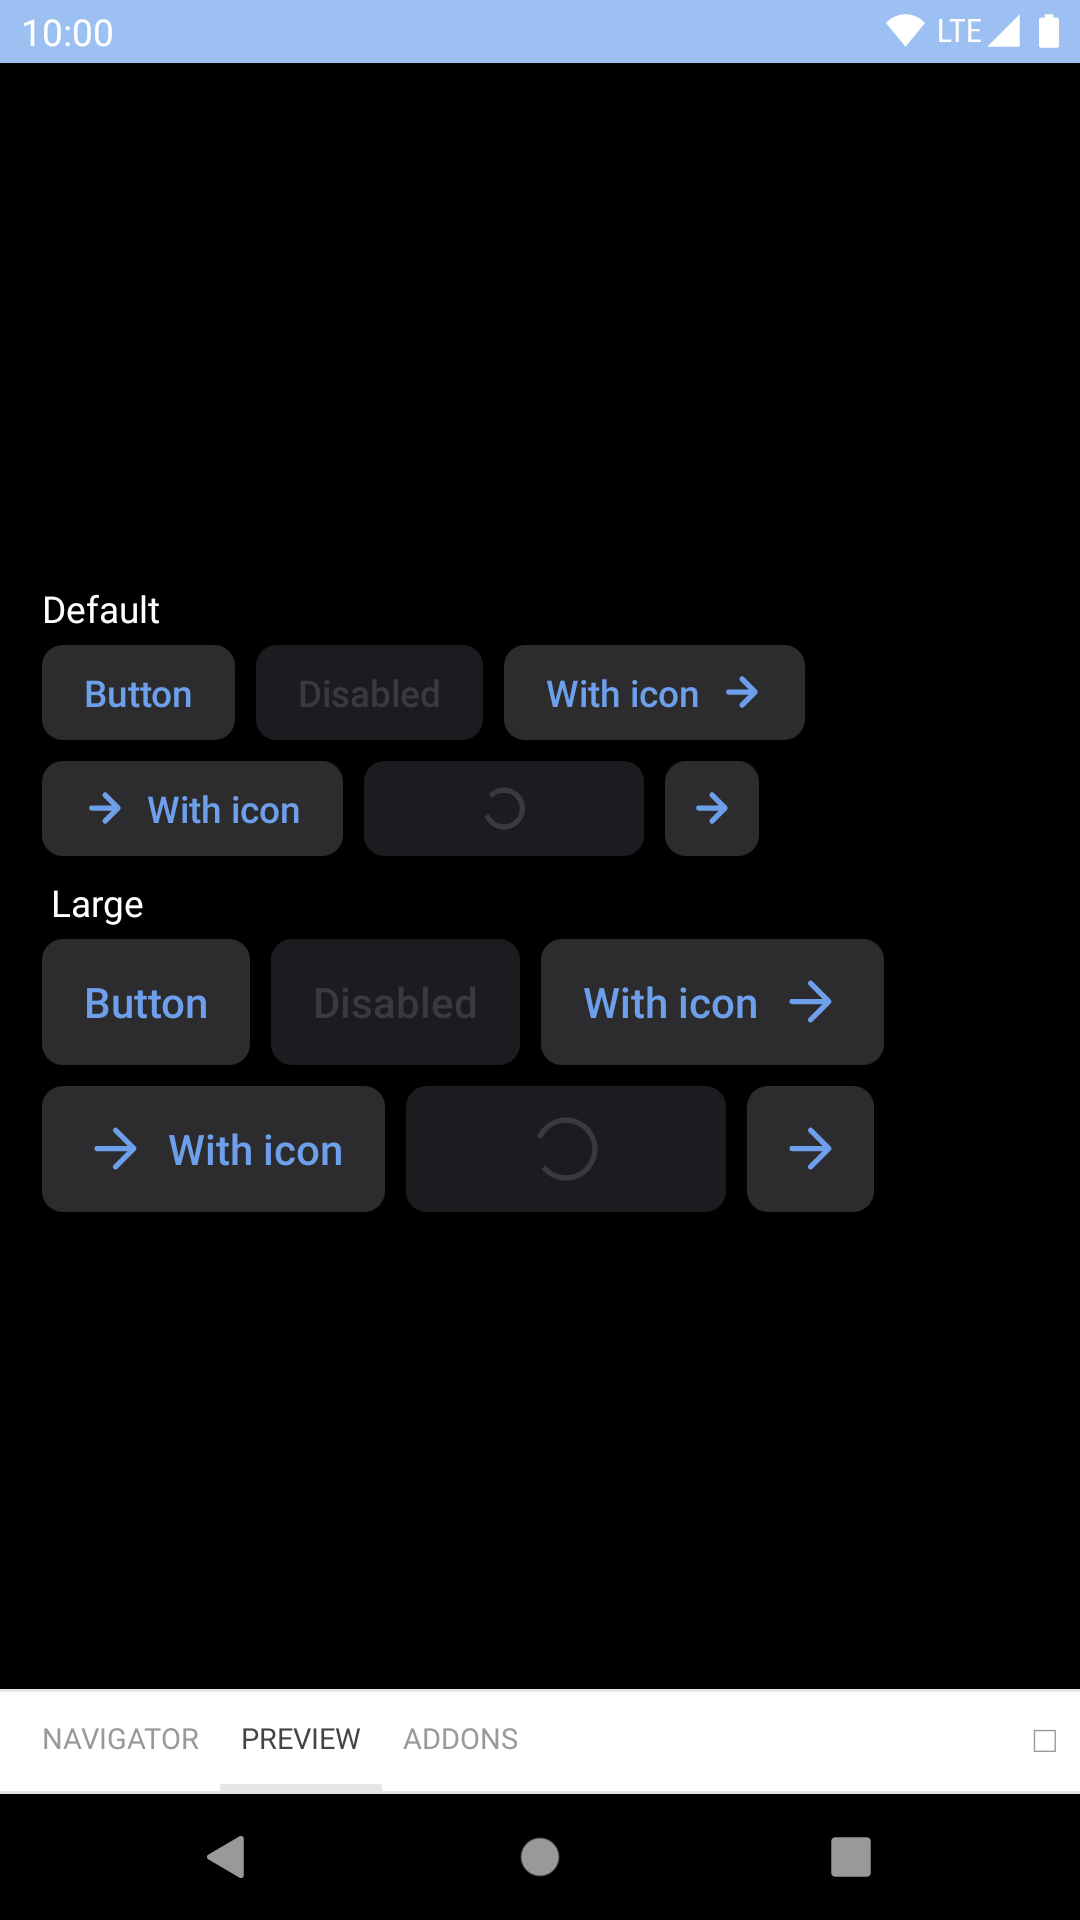 10:00 LTE
Default
Button Disabled With icon
With icon
Large
Button Disabled With icon
With icon
NAVIGATOR PREVIEW ADDONS